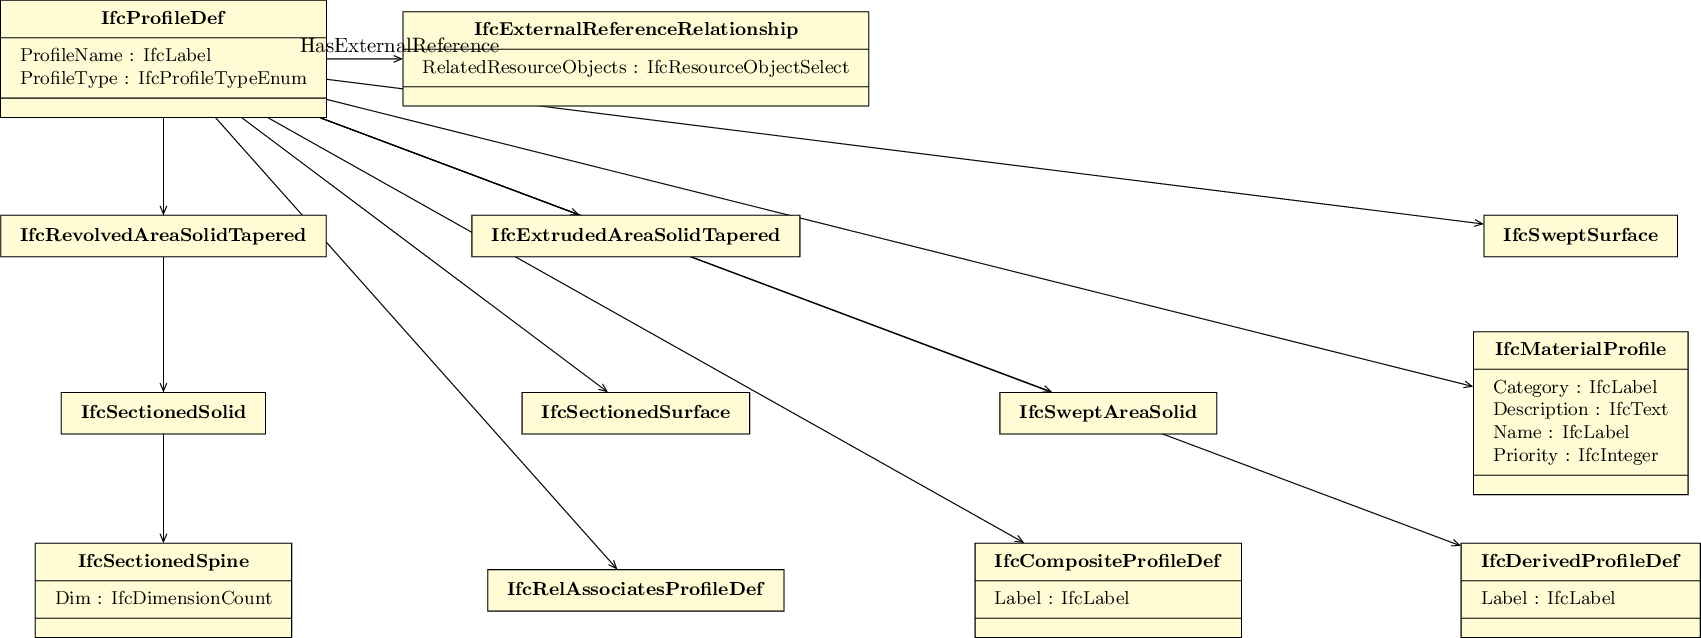 IfcProfileDef
ProfileName : IfcLabel
ProfileType : IfcProfileTypeEnum
HasExternalReference
IfcExternalReferenceRelationship
RelatedResourceObjects : IfcResourceObjectSelect
IfcRevolvedAreaSolidTapered
IfcExtrudedAreaSolidTapered
IfcSweptSurface
IfcSectionedSolid
IfcSectionedSurface
IfcSweptAreaSolid
IfcMaterialProfile
Category : IfcLabel
Description : IfcText
Name : IfcLabel
Priority : IfcInteger
IfcSectionedSpine
Dim : IfcDimensionCount
IfcRelAssociatesProfileDef
IfcCompositeProfileDef
Label : IfcLabel
IfcDerivedProfileDef
Label : IfcLabel